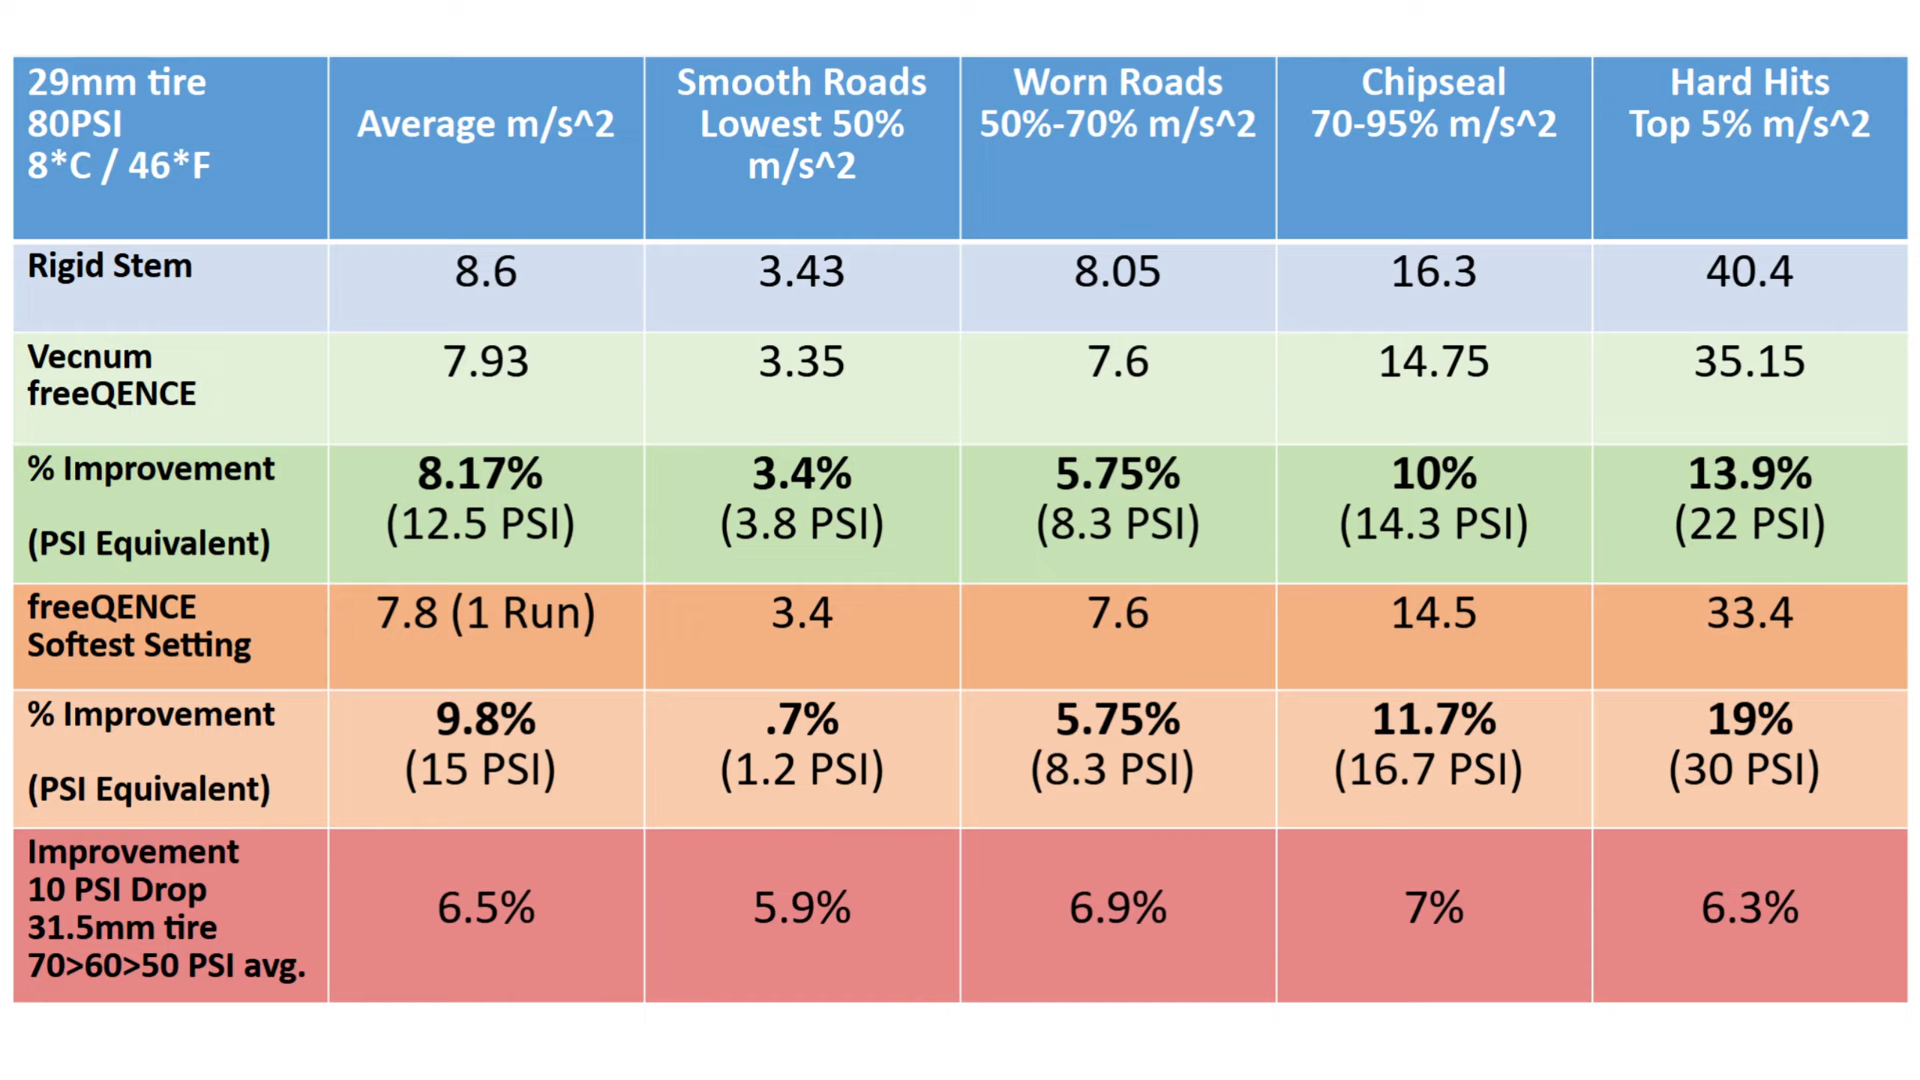 29mm tire
80PSI
8*C / 46*F
Average m/s^2
Smooth Roads
Lowest 50%
m/s^2
Worn Roads
50%-70% m/s^2
Chipseal
70-95% m/s^2
Hard Hits
Top 5% m/s^2
Rigid Stem
8.6
3.43
8.05
16.3
40.4
Vecnum
freeQENCE
7.93
3.35
7.6
14.75
35.15
% Improvement
(PSI Equivalent)
8.17%
(12.5 PSI)
3.4%
(3.8 PSI)
5.75%
(8.3 PSI)
10%
(14.3 PSI)
13.9%
(22 PSI)
freeQENCE
Softest Setting
7.8 (1 Run)
3.4
7.6
14.5
33.4
% Improvement
(PSI Equivalent)
9.8%
(15 PSI)
.7%
(1.2 PSI)
5.75%
(8.3 PSI)
11.7%
(16.7 PSI)
19%
(30 PSI)
Improvement
10 PSI Drop
31.5mm tire
70>60>50 PSI avg.
6.5%
5.9%
6.9%
7%
6.3%